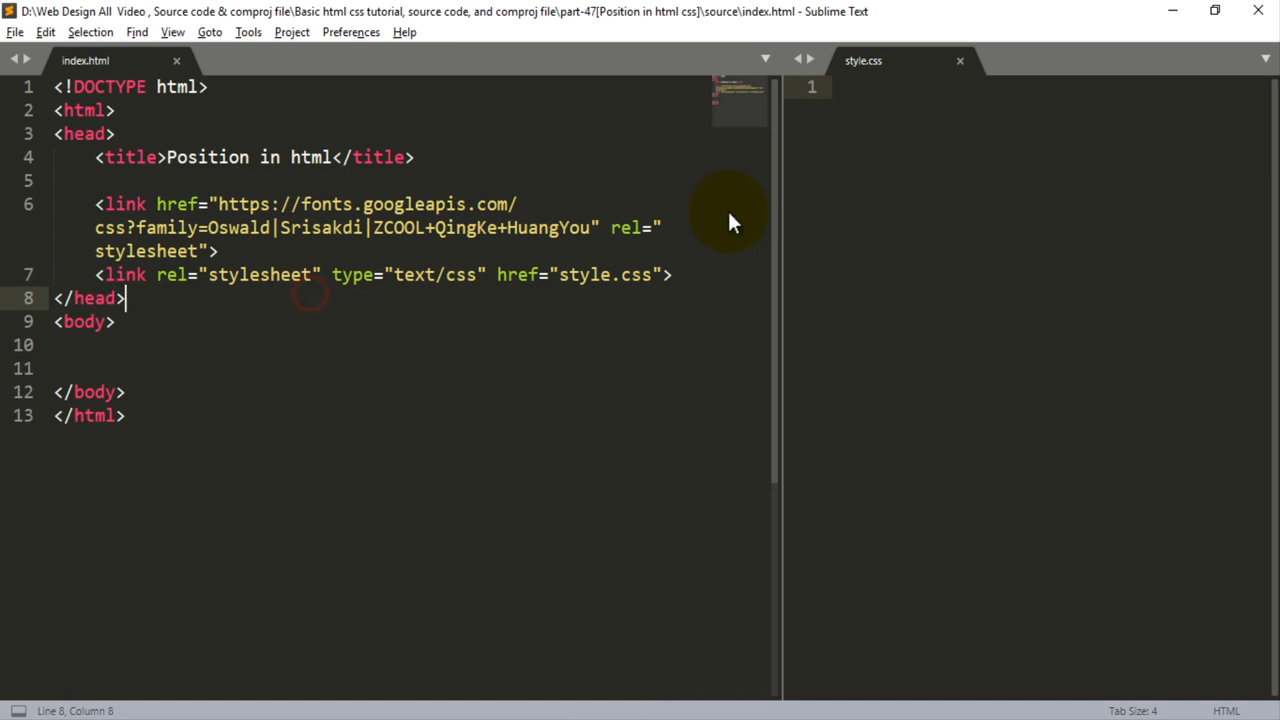 D:\Web Design All  Video , Source code & comproj file\Basic html css tutorial, source code, and comproj file\part-47[Position in html css]\source\index.html - Sublime Text
File Edit Selection Find View Goto Tools Project Preferences Help
index.html
style.css
1 <!DOCTYPE html>
2 <html>
3 <head>
4 <title>Position in html</title>
5
6 <link href="https://fonts.googleapis.com/
css?family=Oswald|Srisakdi|ZCOOL+QingKe+HuangYou" rel="
stylesheet">
7 <link rel="stylesheet" type="text/css" href="style.css">
8 </head>
9 <body>
10
11
12 </body>
13 </html>
1
Line 8, Column 8
Tab Size: 4
HTML